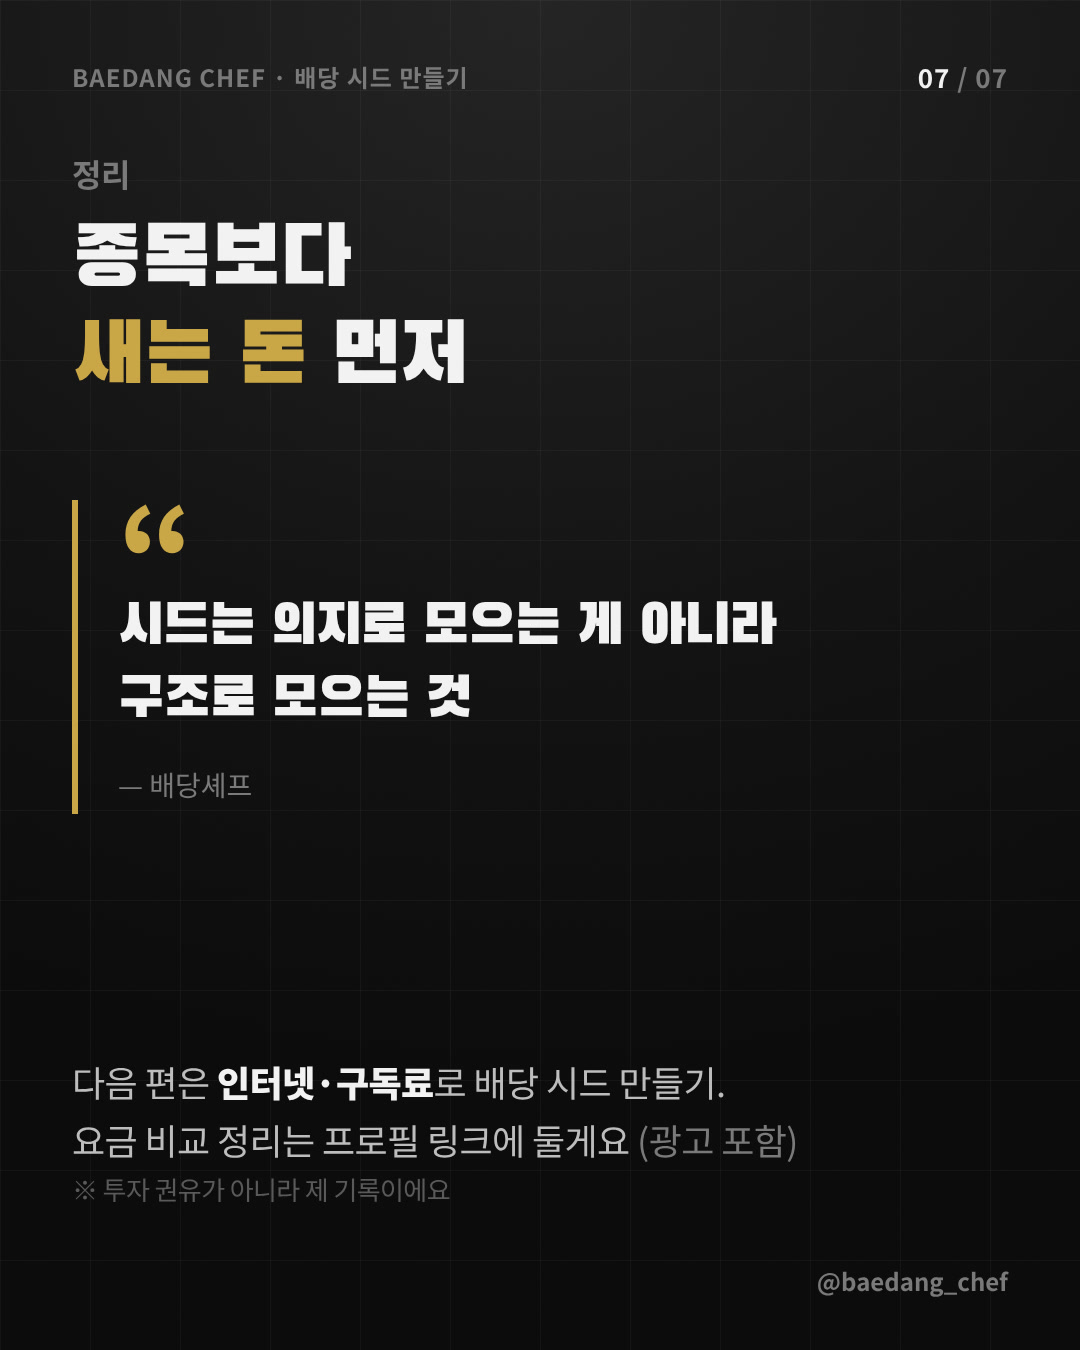 BAEDANG CHEF · 배당 시드 만들기
07 / 07
정리
종목보다
새는 돈 먼저
“
시드는 의지로 모으는 게 아니라
구조로 모으는 것
— 배당셰프
다음 편은 인터넷·구독료로 배당 시드 만들기.
요금 비교 정리는 프로필 링크에 둘게요 (광고 포함)
※ 투자 권유가 아니라 제 기록이에요
@baedang_chef